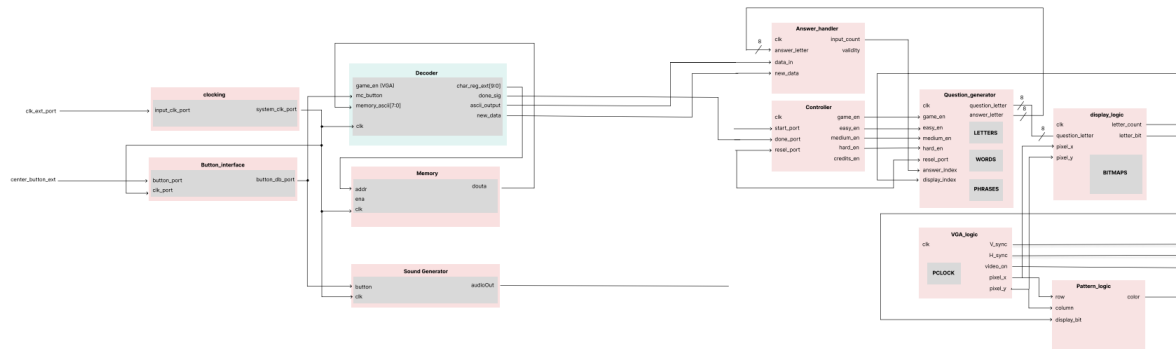 clk_ext_port
center_button_ext
clocking
input_clk_port
system_clk_port
Button_interface
button_port
button_db_port
clk_port
Decoder
game_en (VGA)
char_reg_ext[9:0]
mc_button
done_sig
memory_ascii[7:0]
ascii_output
new_data
clk
Memory
addr
douta
ena
clk
Sound Generator
button
audioOut
clk
Answer_handler
clk
input_count
8
answer_letter
validity
data_in
new_data
Controller
clk
game_en
start_port
easy_en
done_port
medium_en
reset_port
hard_en
credits_en
Question_generator
clk
question_letter
8
game_en
answer_letter
8
easy_en
LETTERS
medium_en
hard_en
WORDS
reset_port
answer_index
display_index
PHRASES
display_logic
clk
letter_count
8
question_letter
letter_bit
pixel_x
pixel_y
BITMAPS
VGA_logic
clk
V_sync
H_sync
PCLOCK
video_on
pixel_x
pixel_y
Pattern_logic
row
color
column
display_bit